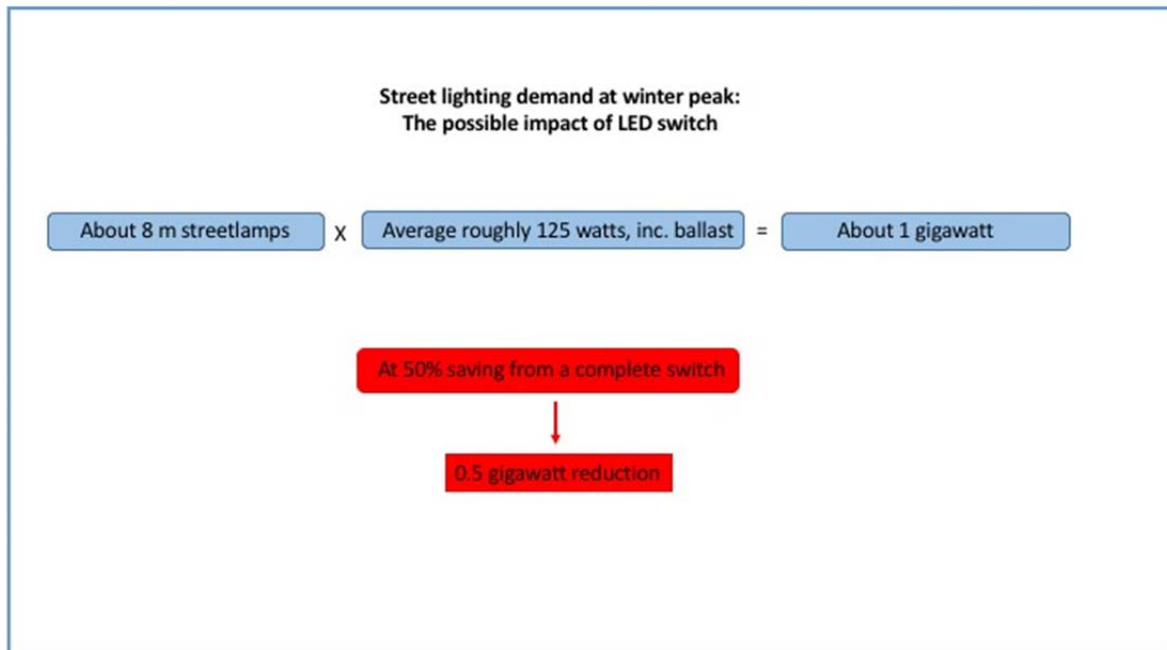 Street lighting demand at winter peak:
The possible impact of LED switch
About 8 m streetlamps X Average roughly 125 watts, inc. ballast = About 1 gigawatt
At 50% saving from a complete switch
0.5 gigawatt reduction